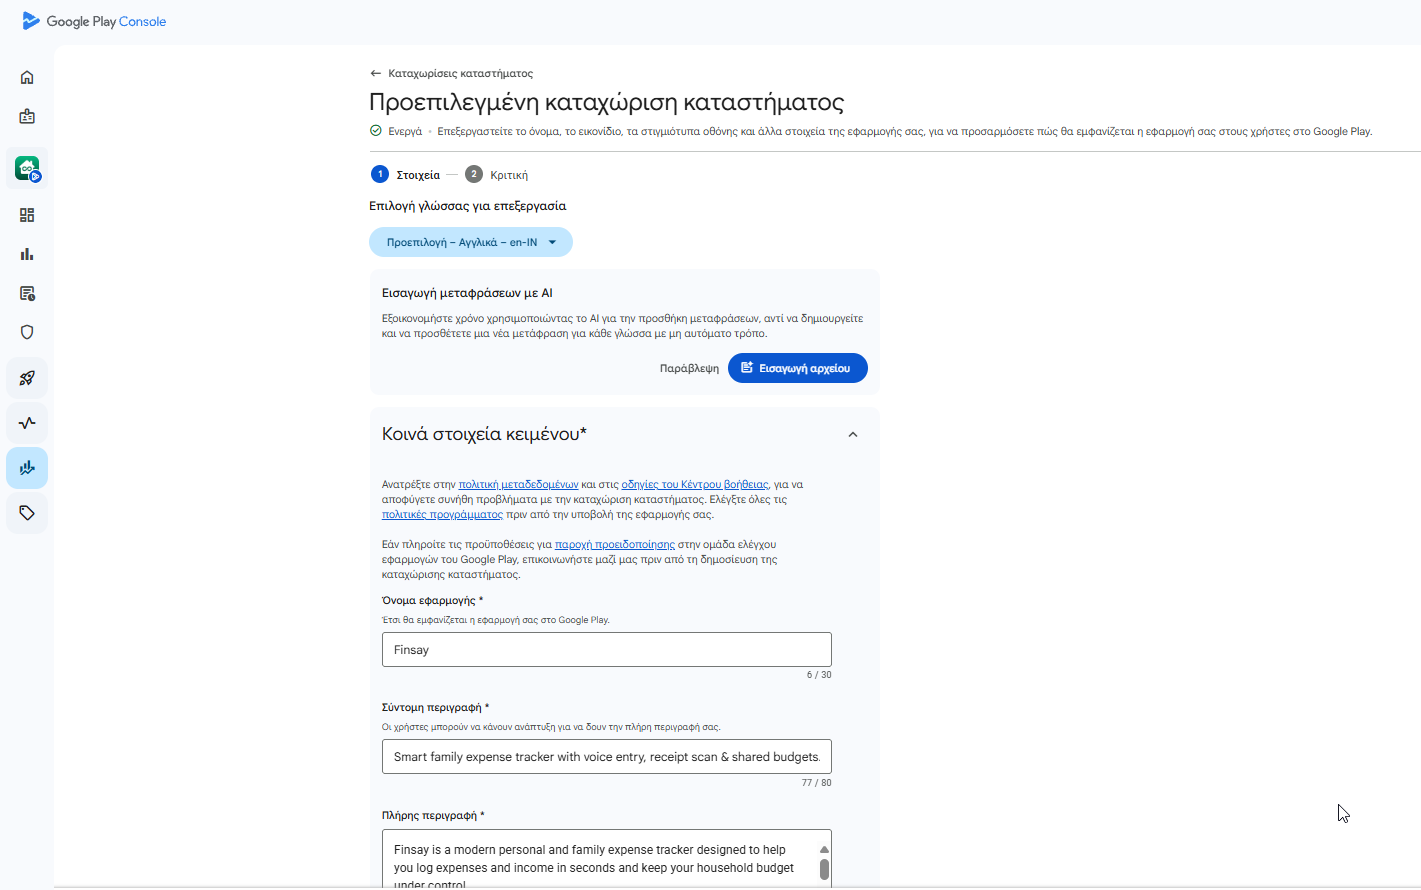 Google Play Console
Καταχωρίσεις καταστήματος
Προεπιλεγμένη καταχώριση καταστήματος
Ενεργά • Επεξεργαστείτε το όνομα, το εικονίδιο, τα στιγμιότυπα οθόνης και άλλα στοιχεία της εφαρμογής σας, για να προσαρμόσετε πώς θα εμφανίζεται η εφαρμογή σας στους χρήστες στο Google Play.
1 Στοιχεία — 2 Κριτική
Επιλογή γλώσσας για επεξεργασία
Προεπιλογή – Αγγλικά – en-IN
Εισαγωγή μεταφράσεων με AI
Εξοικονομήστε χρόνο χρησιμοποιώντας το AI για την προσθήκη μεταφράσεων, αντί να δημιουργείτε
και να προσθέτετε μια νέα μετάφραση για κάθε γλώσσα με μη αυτόματο τρόπο.
Παράβλεψη Εισαγωγή αρχείου
Κοινά στοιχεία κειμένου*
Ανατρέξτε στην πολιτική μεταδεδομένων και στις οδηγίες του Κέντρου βοήθειας, για να
αποφύγετε συνήθη προβλήματα με την καταχώριση καταστήματος. Ελέγξτε όλες τις
πολιτικές προγράμματος πριν από την υποβολή της εφαρμογής σας.
Εάν πληροίτε τις προϋποθέσεις για παροχή προειδοποίησης στην ομάδα ελέγχου
εφαρμογών του Google Play, επικοινωνήστε μαζί μας πριν από τη δημοσίευση της
καταχώρισης καταστήματος.
Όνομα εφαρμογής *
Έτσι θα εμφανίζεται η εφαρμογή σας στο Google Play.
Finsay
6 / 30
Σύντομη περιγραφή *
Οι χρήστες μπορούν να κάνουν ανάπτυξη για να δουν την πλήρη περιγραφή σας.
Smart family expense tracker with voice entry, receipt scan & shared budgets.
77 / 80
Πλήρης περιγραφή *
Finsay is a modern personal and family expense tracker designed to help
you log expenses and income in seconds and keep your household budget
under control